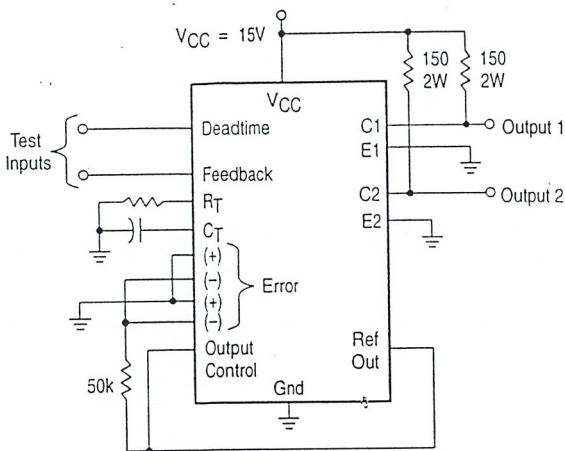 VCC = 15V
150
2W
150
2W
VCC
Test
Inputs
Deadtime
Feedback
RT
CT
(+)
(−)
(+)
(−)
Error
Output
Control
50k
Gnd
C1
E1
C2
E2
Ref
Out
Output 1
Output 2